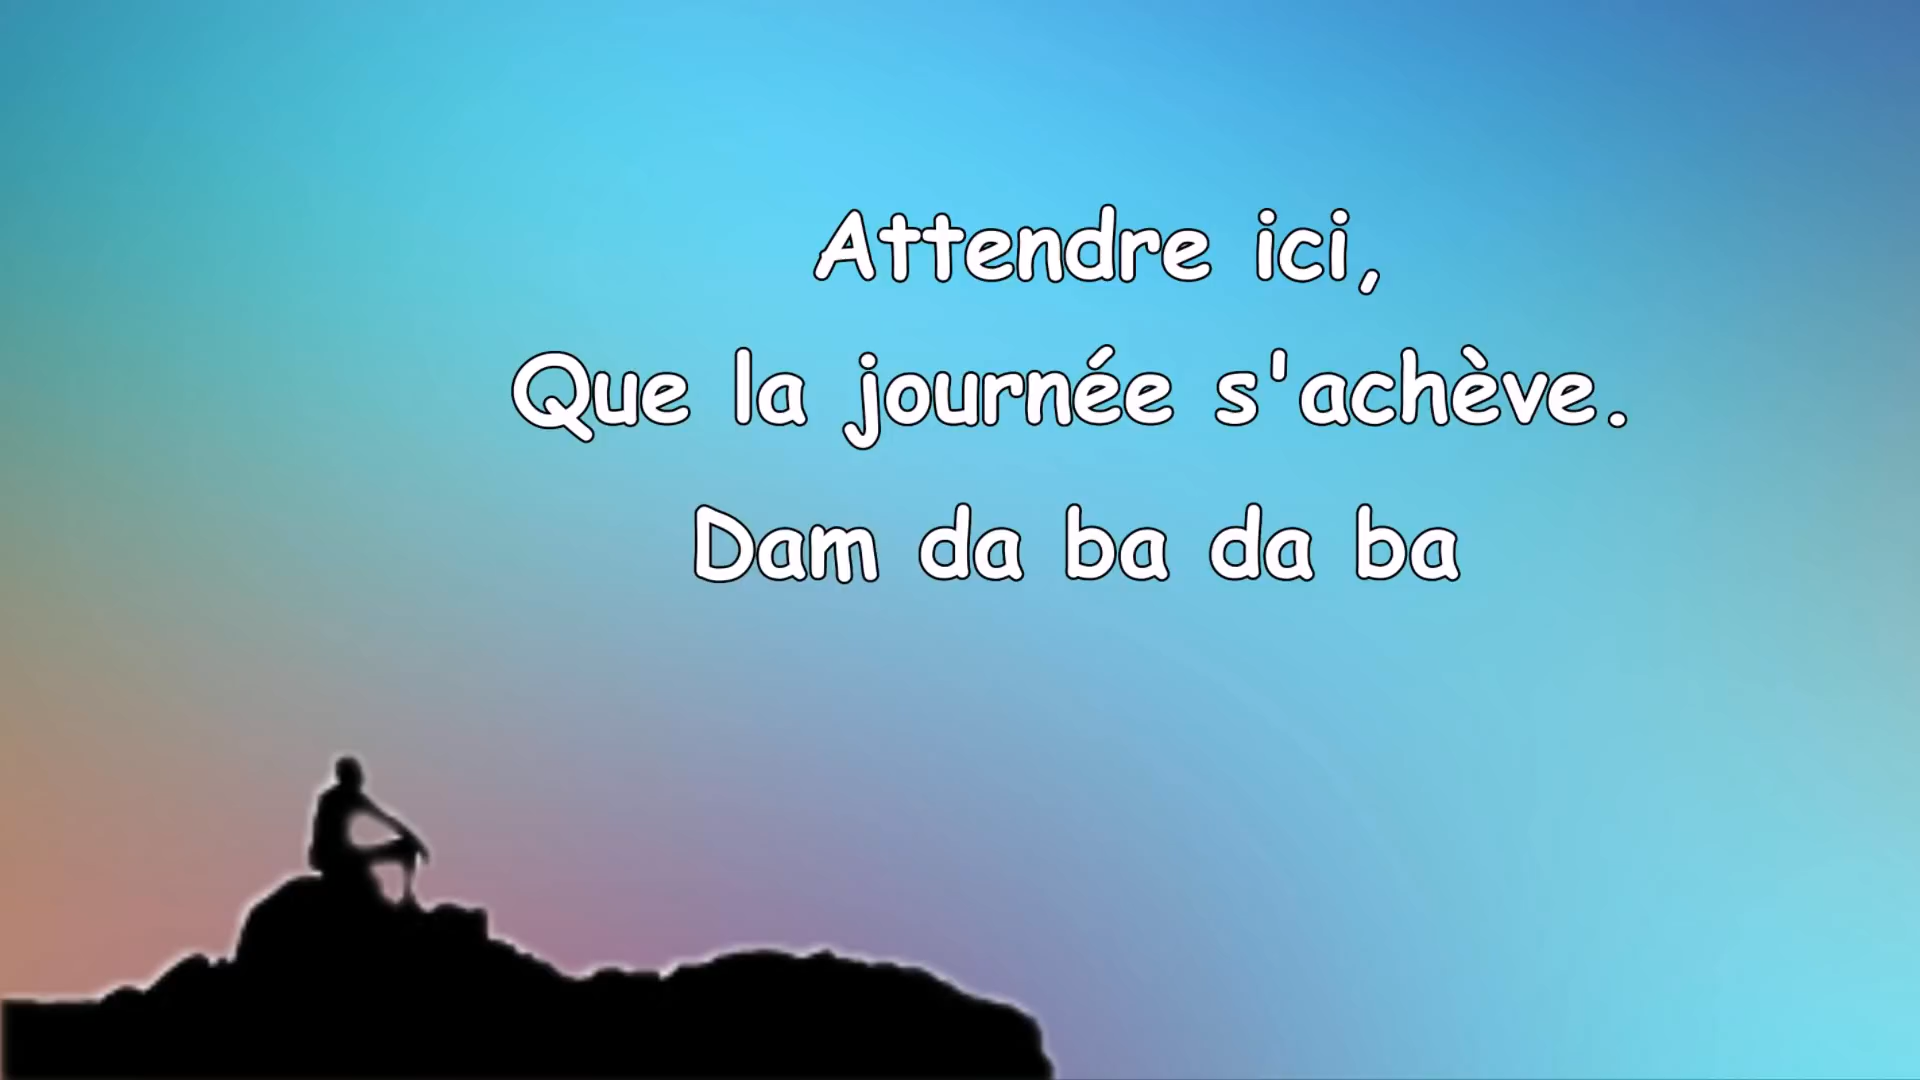 Attendre ici,
Que la journée s'achève.
Dam da ba da ba